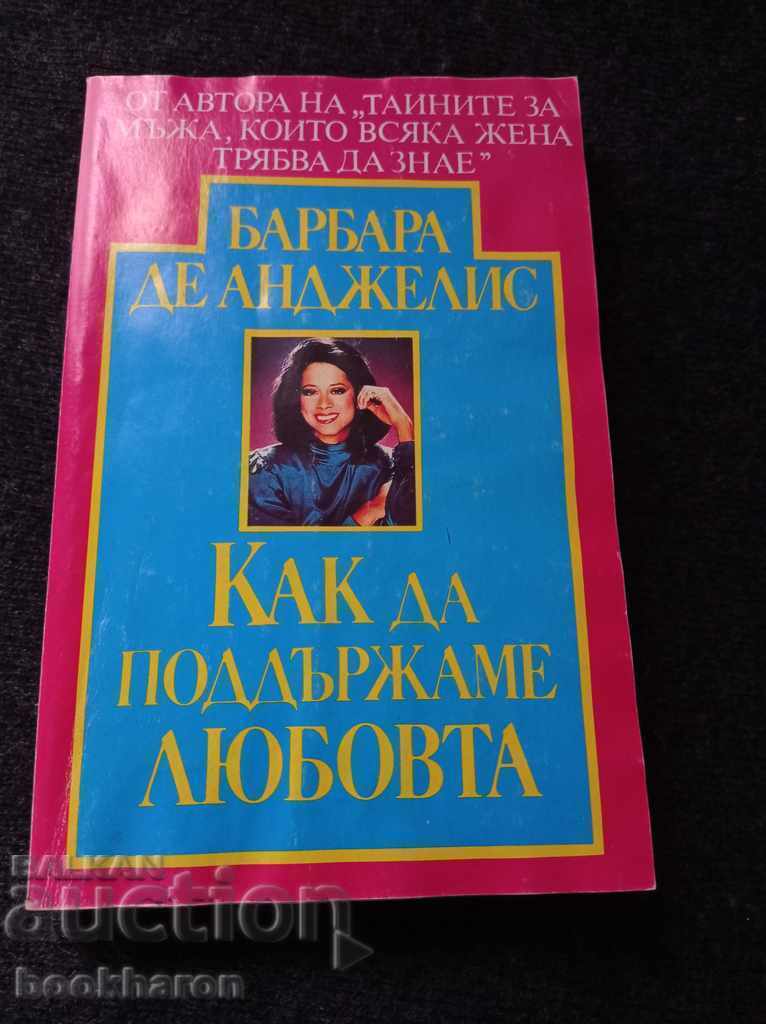 ОТ АВТОРА НА „ТАЙНИТЕ ЗА
МЪЖА, КОИТО ВСЯКА ЖЕНА
ТРЯБВА ДА ЗНАЕ”
БАРБАРА
ДЕ АНДЖЕЛИС
КАК ДА
ПОДДЪРЖАМЕ
ЛЮБОВТА
BALKAN
auction
bookharon